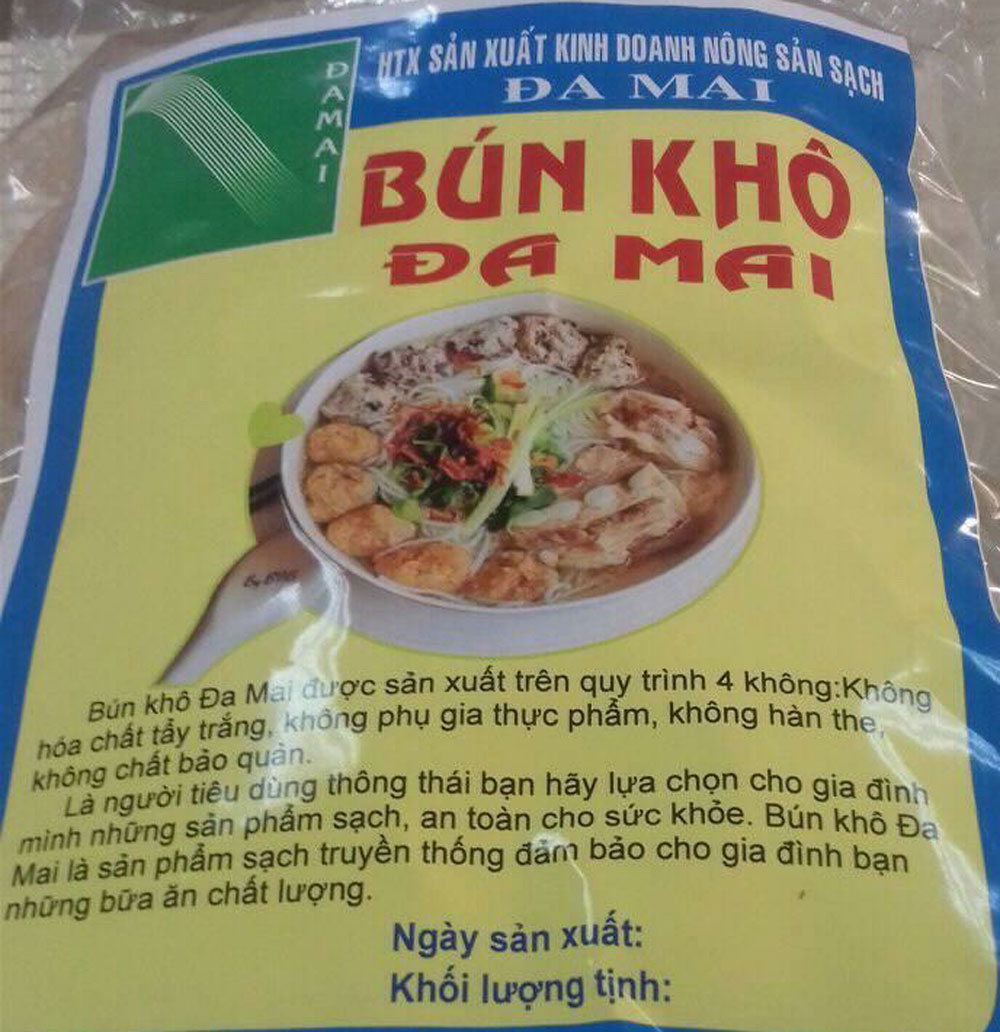 ĐA MAI
HTX SẢN XUẤT KINH DOANH NÔNG SẢN SẠCH
ĐA MAI
BÚN KHÔ
ĐA MAI
Bún khô Đa Mai được sản xuất trên quy trình 4 không:Không
hóa chất tẩy trắng, không phụ gia thực phẩm, không hàn the,
không chất bảo quản.
Là người tiêu dùng thông thái bạn hãy lựa chọn cho gia đình
mình những sản phẩm sạch, an toàn cho sức khỏe. Bún khô Đa
Mai là sản phẩm sạch truyền thống đảm bảo cho gia đình bạn
những bữa ăn chất lượng.
Ngày sản xuất:
Khối lượng tịnh: